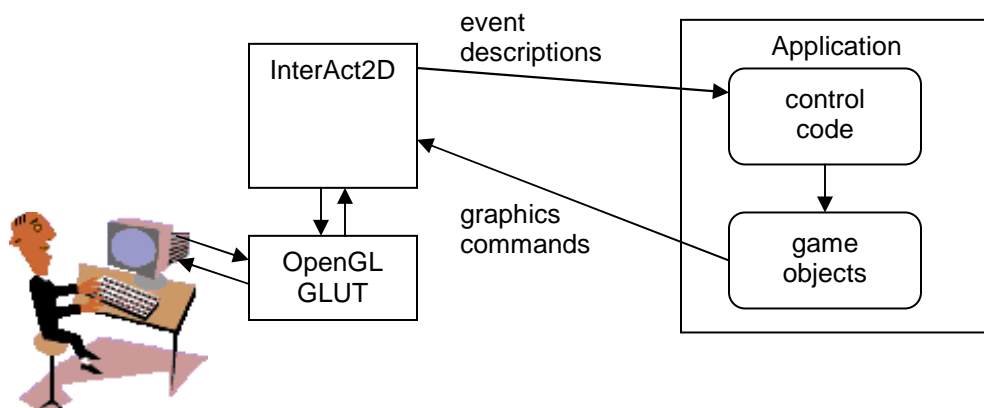 event
descriptions
InterAct2D
Application
control
code
graphics
commands
game
objects
OpenGL
GLUT